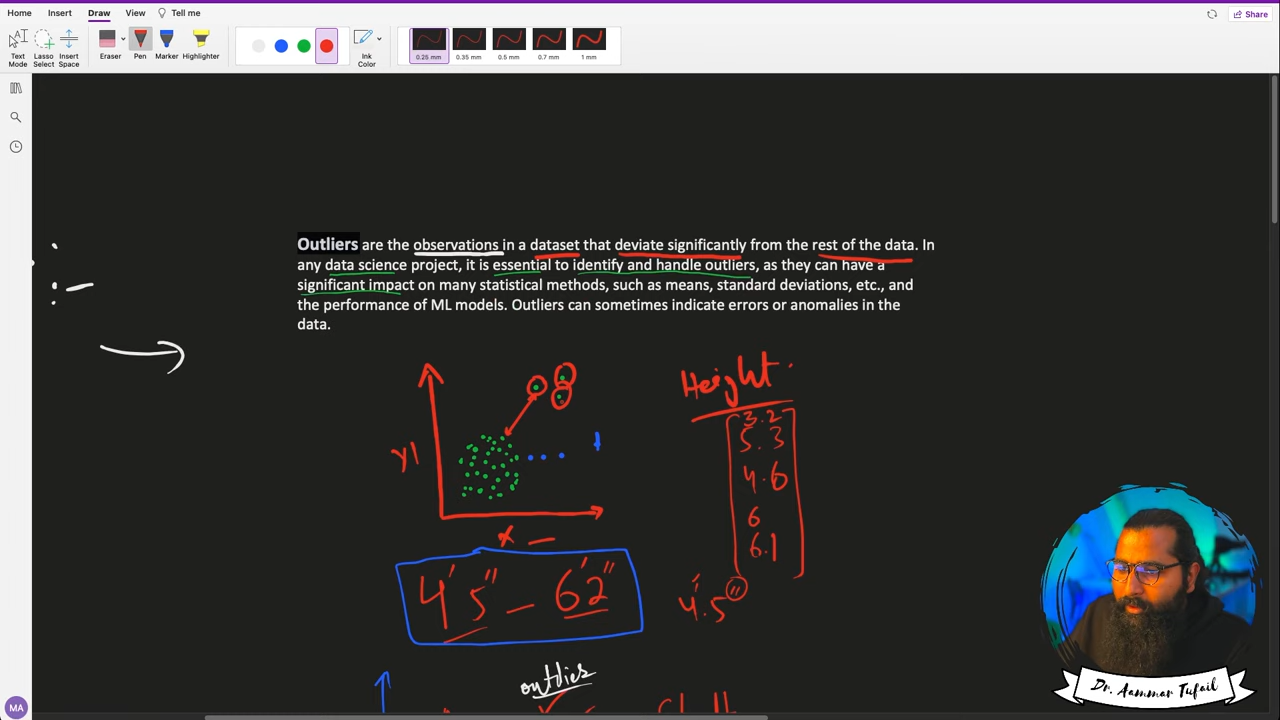 Home Insert Draw View Tell me
Share
Text Mode
Lasso Select
Insert Space
Eraser
Pen
Marker
Highlighter
Ink Color
0.25 mm
0.35 mm
0.5 mm
0.7 mm
1 mm
Outliers are the observations in a dataset that deviate significantly from the rest of the data. In
any data science project, it is essential to identify and handle outliers, as they can have a
significant impact on many statistical methods, such as means, standard deviations, etc., and
the performance of ML models. Outliers can sometimes indicate errors or anomalies in the
data.
Height
3.2
5.3
4.6
6
6.1
y
x
4'5" - 6'2"
4'.5"
outlies
MA
Dr. Aammar Tufail